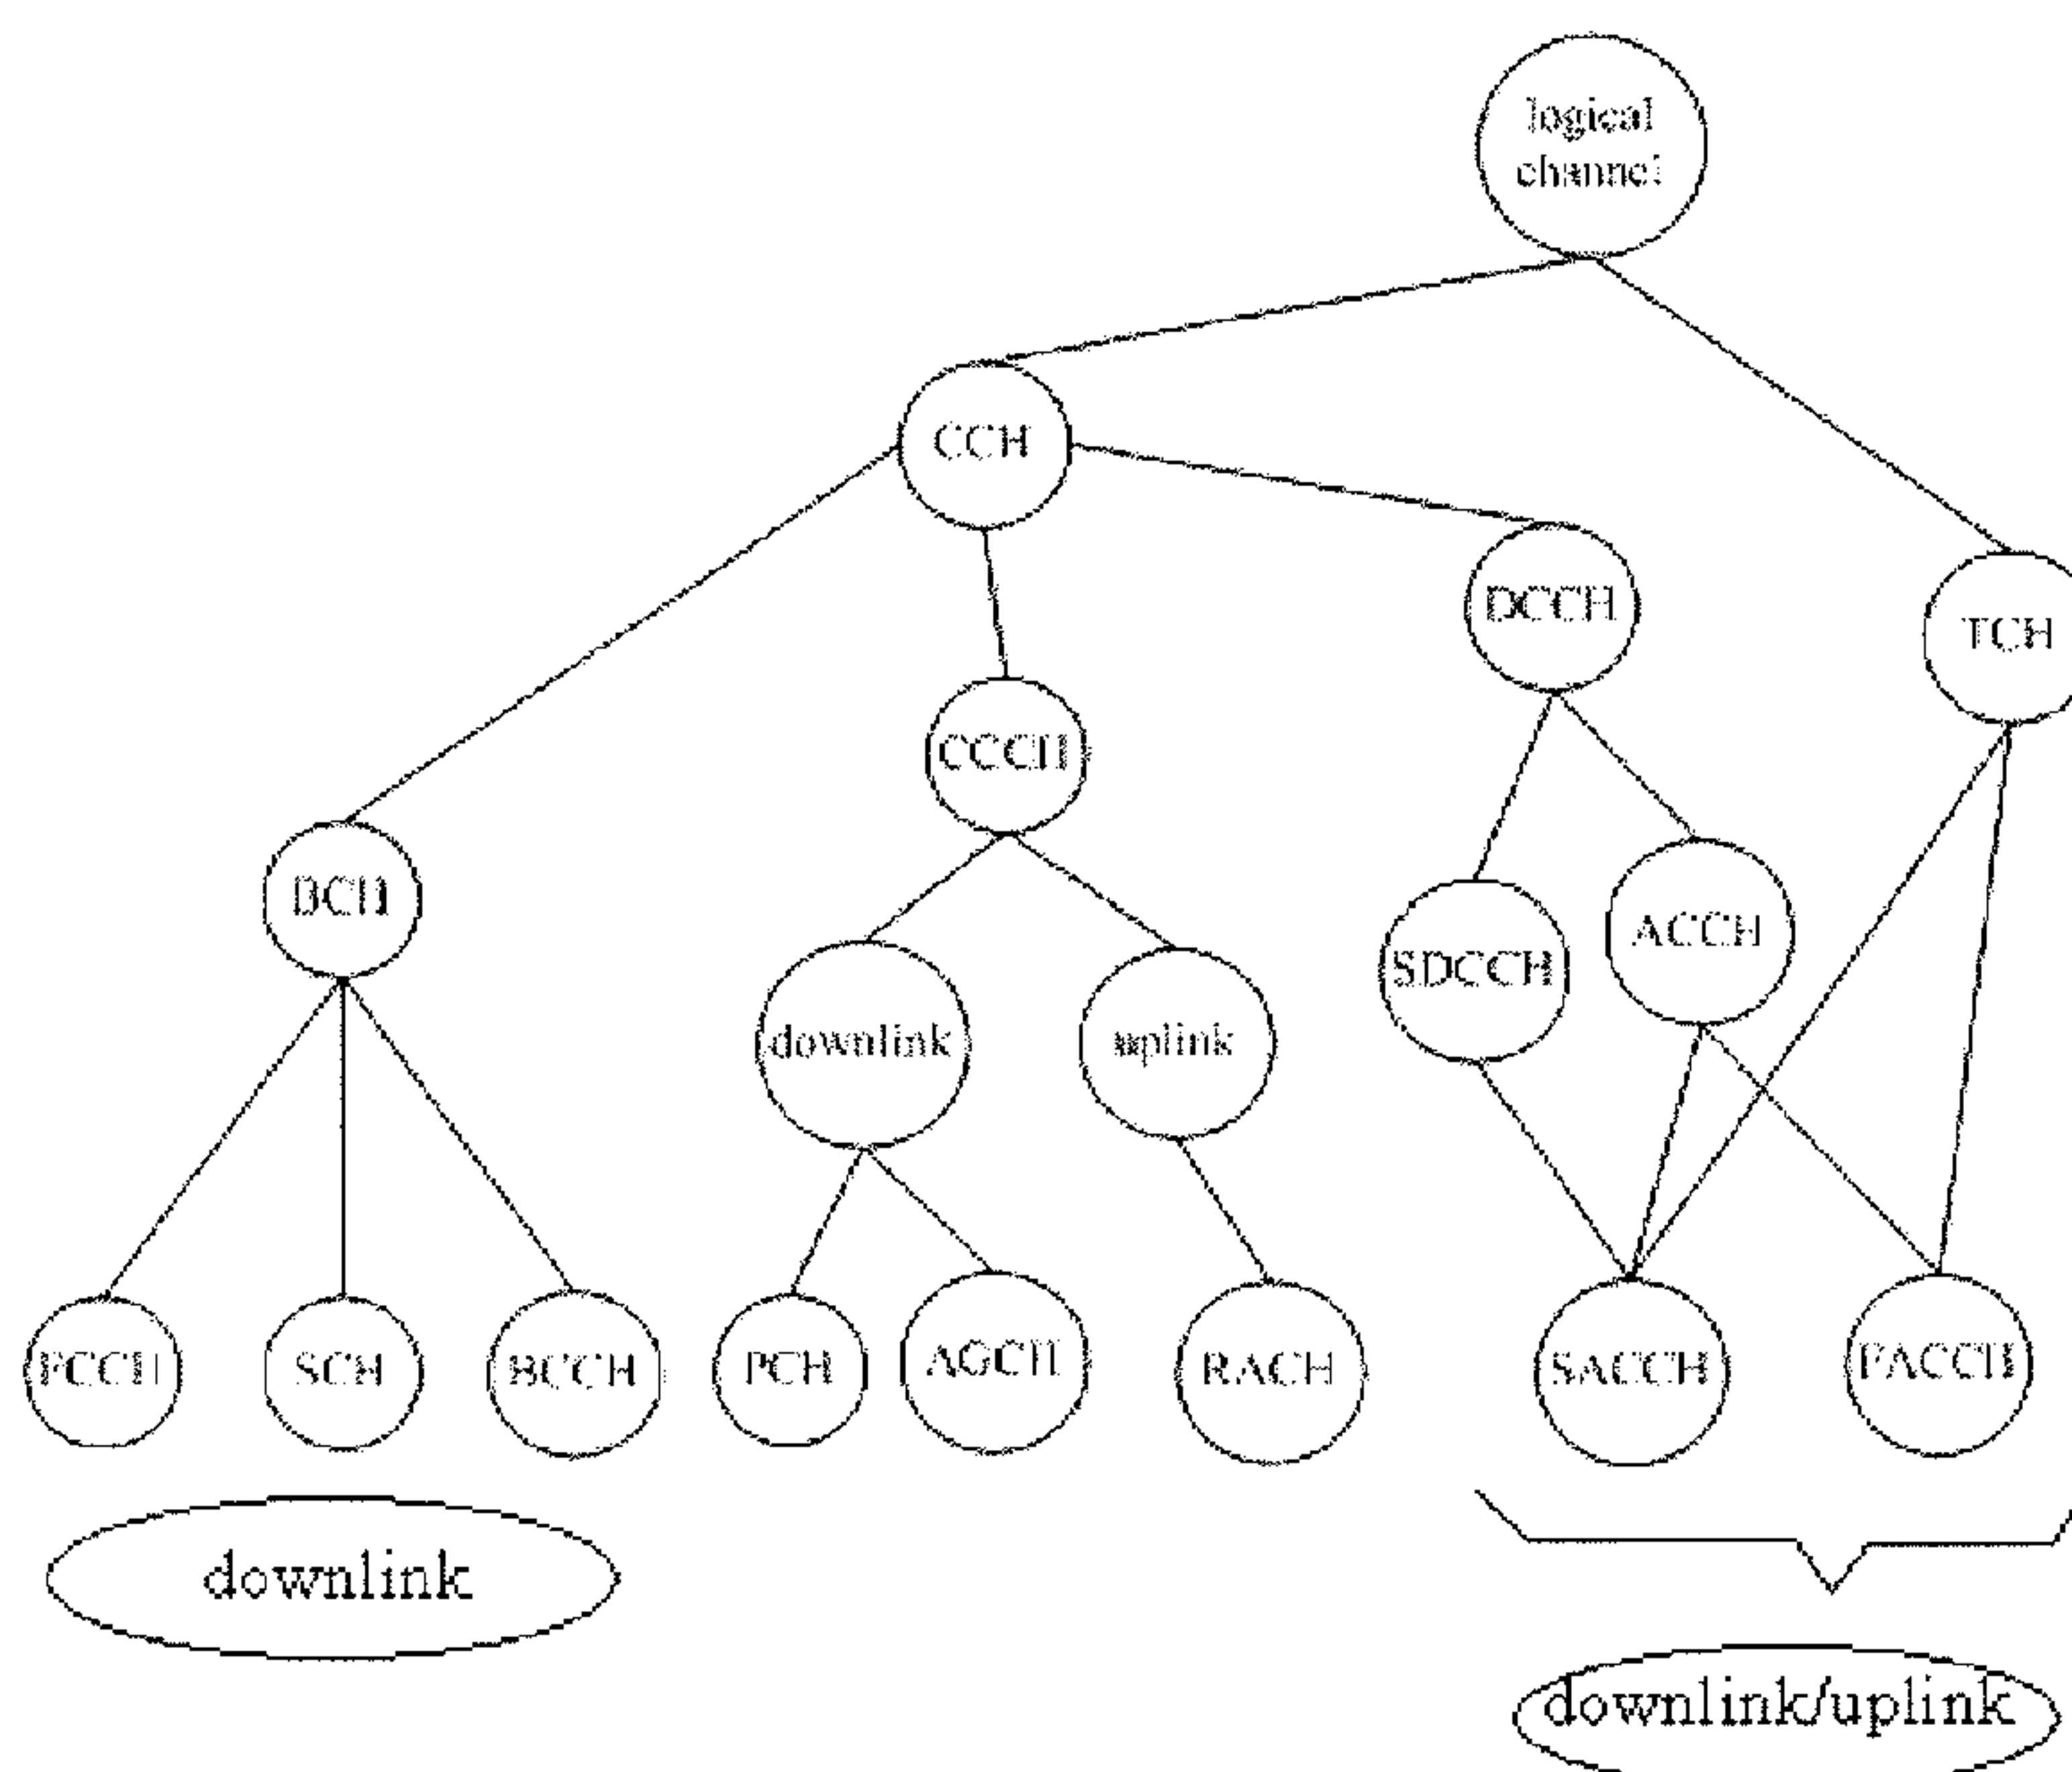 logical
channel
CCH
DCCH
TCH
CCCH
BCH
SDCCH
ACCH
downlink
uplink
FCCH
SCH
BCCH
PCH
AGCH
RACH
SACCH
FACCH
downlink
downlink/uplink